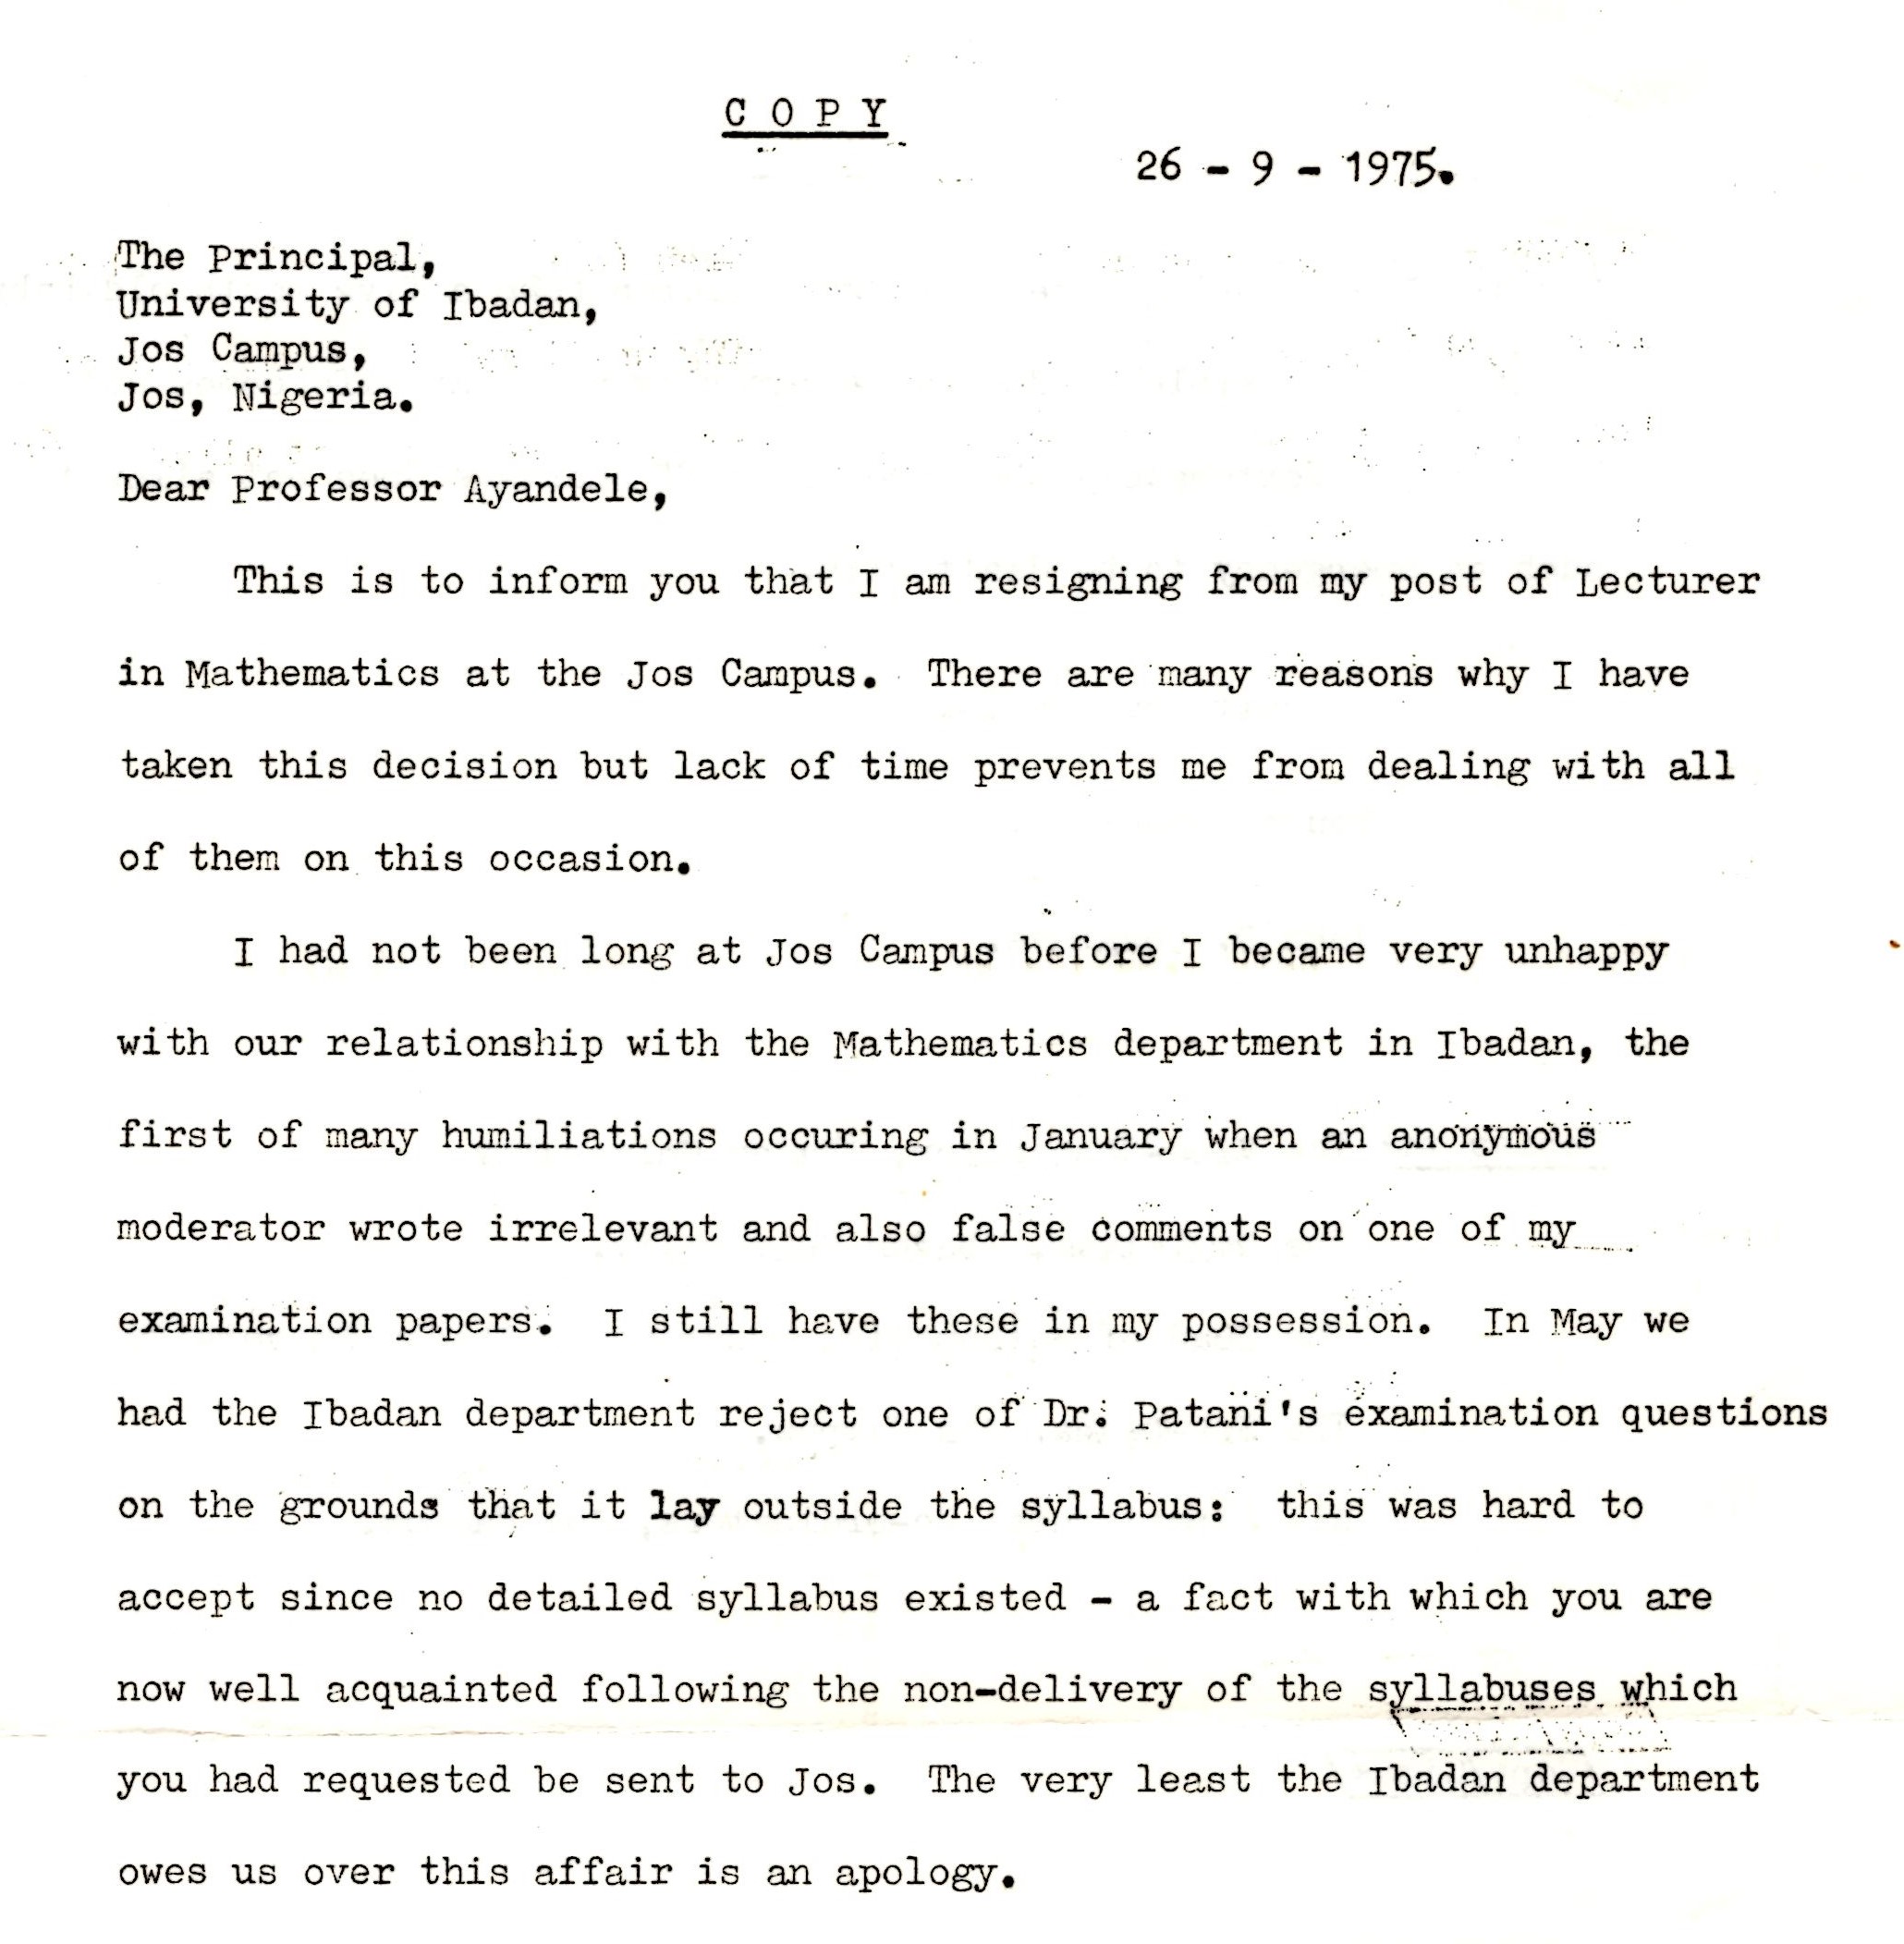 C O P Y
26 - 9 - 1975.
The Principal,
University of Ibadan,
Jos Campus,
Jos, Nigeria.
Dear Professor Ayandele,
This is to inform you that I am resigning from my post of Lecturer
in Mathematics at the Jos Campus. There are many reasons why I have
taken this decision but lack of time prevents me from dealing with all
of them on this occasion.
I had not been long at Jos Campus before I became very unhappy
with our relationship with the Mathematics department in Ibadan, the
first of many humiliations occuring in January when an anonymous
moderator wrote irrelevant and also false comments on one of my
examination papers. I still have these in my possession. In May we
had the Ibadan department reject one of Dr. Patani's examination questions
on the grounds that it lay outside the syllabus: this was hard to
accept since no detailed syllabus existed - a fact with which you are
now well acquainted following the non-delivery of the syllabuses which
you had requested be sent to Jos. The very least the Ibadan department
owes us over this affair is an apology.